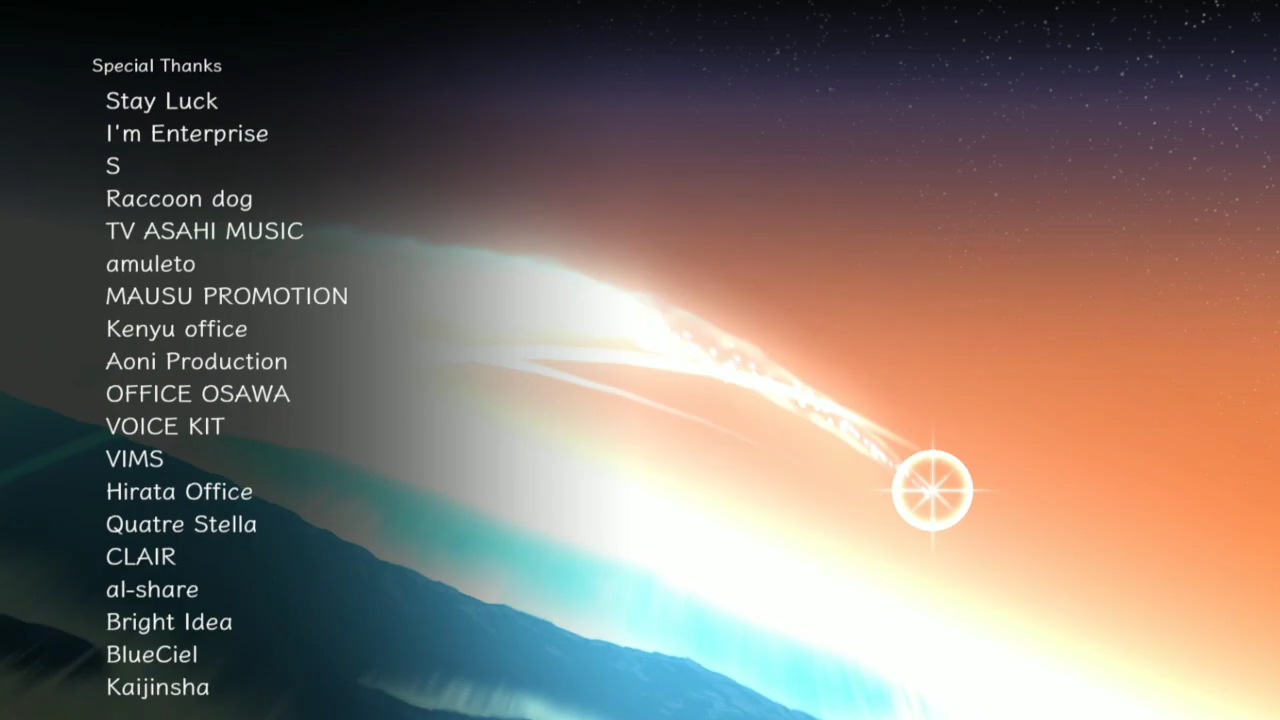 Special Thanks
Stay Luck
I'm Enterprise
S
Raccoon dog
TV ASAHI MUSIC
amuleto
MAUSU PROMOTION
Kenyu office
Aoni Production
OFFICE OSAWA
VOICE KIT
VIMS
Hirata Office
Quatre Stella
CLAIR
al-share
Bright Idea
BlueCiel
Kaijinsha